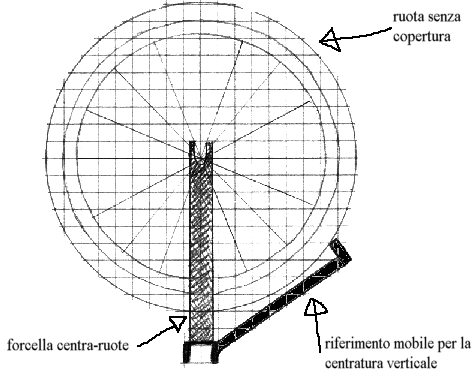 ruota senza
copertura
forcella centra-ruote
riferimento mobile per la
centratura verticale